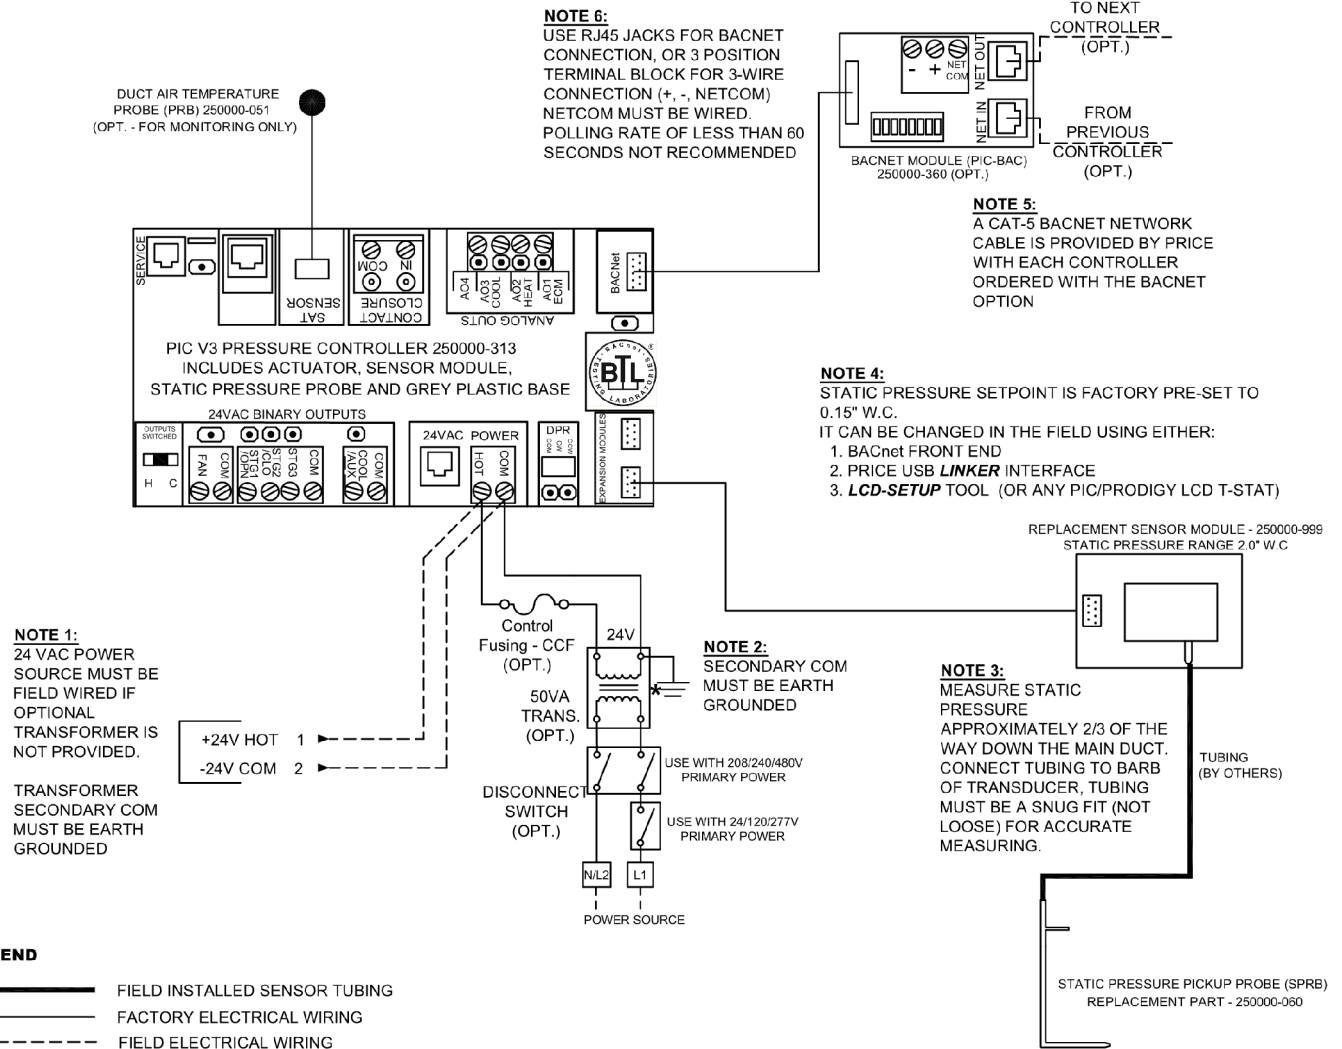 NOTE 6:
USE RJ45 JACKS FOR BACNET
CONNECTION, OR 3 POSITION
TERMINAL BLOCK FOR 3-WIRE
CONNECTION (+, -, NETCOM)
NETCOM MUST BE WIRED.
POLLING RATE OF LESS THAN 60
SECONDS NOT RECOMMENDED
TO NEXT
CONTROLLER
(OPT.)
NET OUT
- +
NET
COM
NET IN
FROM
PREVIOUS
CONTROLLER
(OPT.)
BACNET MODULE (PIC-BAC)
250000-360 (OPT.)
DUCT AIR TEMPERATURE
PROBE (PRB) 250000-051
(OPT. - FOR MONITORING ONLY)
NOTE 5:
A CAT-5 BACNET NETWORK
CABLE IS PROVIDED BY PRICE
WITH EACH CONTROLLER
ORDERED WITH THE BACNET
OPTION
SERVICE
SAT
SENSOR
COM
IN
CONTACT
CLOSURE
AO4
AO3
COOL
AO2
HEAT
AO1
ECM
ANALOG OUTS
BACNet
PIC V3 PRESSURE CONTROLLER 250000-313
INCLUDES ACTUATOR, SENSOR MODULE,
STATIC PRESSURE PROBE AND GREY PLASTIC BASE
BACnet
BTL
®
TESTING LABORATORIES
24VAC BINARY OUTPUTS
OUTPUTS
SWITCHED
H C
FAN
COM
STG1
/OPN
STG2
/CLO
STG3
COM
COOL
/AUX
COM
24VAC POWER
HOT
COM
DPR
COM
CW
CCW
EXPANSION MODULES
NOTE 4:
STATIC PRESSURE SETPOINT IS FACTORY PRE-SET TO
0.15" W.C.
IT CAN BE CHANGED IN THE FIELD USING EITHER:
1. BACnet FRONT END
2. PRICE USB LINKER INTERFACE
3. LCD-SETUP TOOL (OR ANY PIC/PRODIGY LCD T-STAT)
REPLACEMENT SENSOR MODULE - 250000-999
STATIC PRESSURE RANGE 2.0" W.C
NOTE 1:
24 VAC POWER
SOURCE MUST BE
FIELD WIRED IF
OPTIONAL
TRANSFORMER IS
NOT PROVIDED.
TRANSFORMER
SECONDARY COM
MUST BE EARTH
GROUNDED
+24V HOT 1
-24V COM 2
Control
Fusing - CCF
(OPT.)
24V
50VA
TRANS.
(OPT.)
*
NOTE 2:
SECONDARY COM
MUST BE EARTH
GROUNDED
USE WITH 208/240/480V
PRIMARY POWER
DISCONNECT
SWITCH
(OPT.)
USE WITH 24/120/277V
PRIMARY POWER
N/L2
L1
POWER SOURCE
NOTE 3:
MEASURE STATIC
PRESSURE
APPROXIMATELY 2/3 OF THE
WAY DOWN THE MAIN DUCT.
CONNECT TUBING TO BARB
OF TRANSDUCER, TUBING
MUST BE A SNUG FIT (NOT
LOOSE) FOR ACCURATE
MEASURING.
TUBING
(BY OTHERS)
STATIC PRESSURE PICKUP PROBE (SPRB)
REPLACEMENT PART - 250000-060
END
FIELD INSTALLED SENSOR TUBING
FACTORY ELECTRICAL WIRING
FIELD ELECTRICAL WIRING